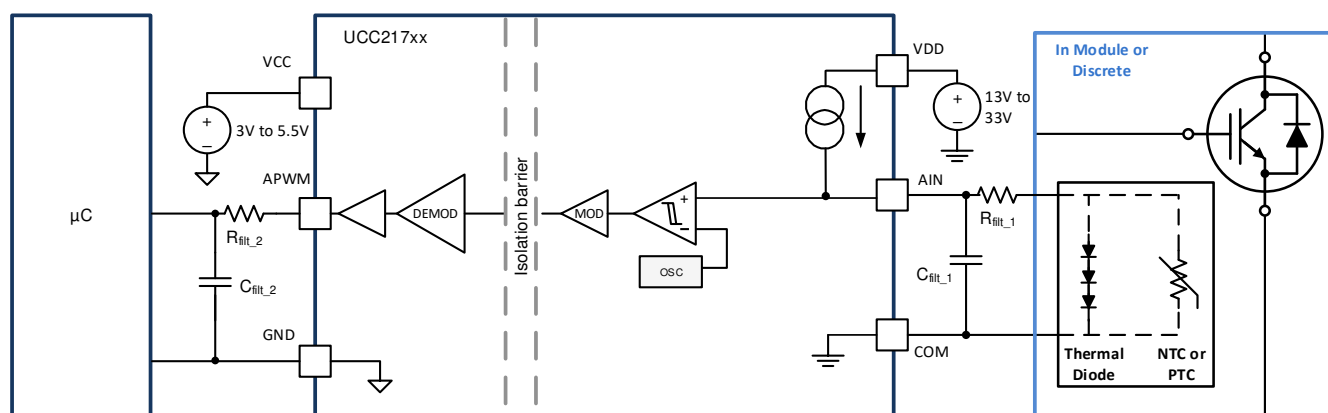 UCC217xx
In Module or
Discrete
VCC
VDD
3V to 5.5V
+
−
13V to
33V
+
−
APWM
AIN
µC
DEMOD
Isolation barrier
MOD
+
−
OSC
Rfilt_2
Rfilt_1
Cfilt_2
Cfilt_1
GND
COM
Thermal
Diode
NTC or
PTC